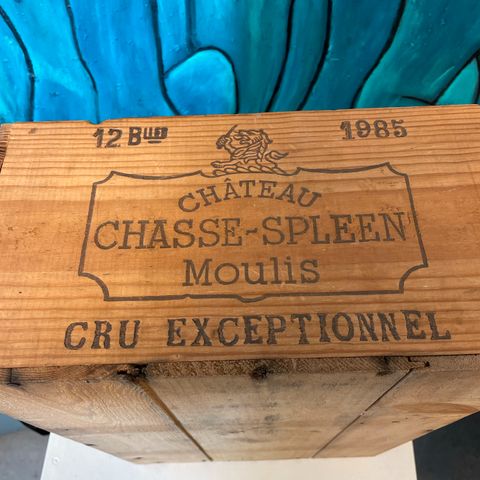 12 Blles 1985
CHÂTEAU
CHASSE-SPLEEN
Moulis
CRU EXCEPTIONNEL